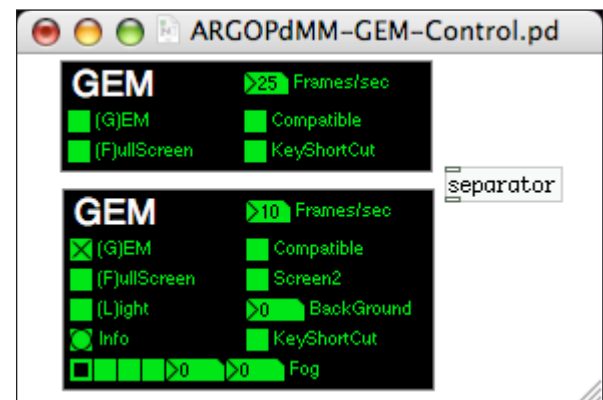 ARGOPdMM-GEM-Control.pd
GEM
25 Frames/sec
(G)EM
Compatible
(F)ullScreen
KeyShortCut
separator
GEM
10 Frames/sec
(G)EM
Compatible
(F)ullScreen
Screen2
(L)ight
0 BackGround
Info
KeyShortCut
0 0 Fog